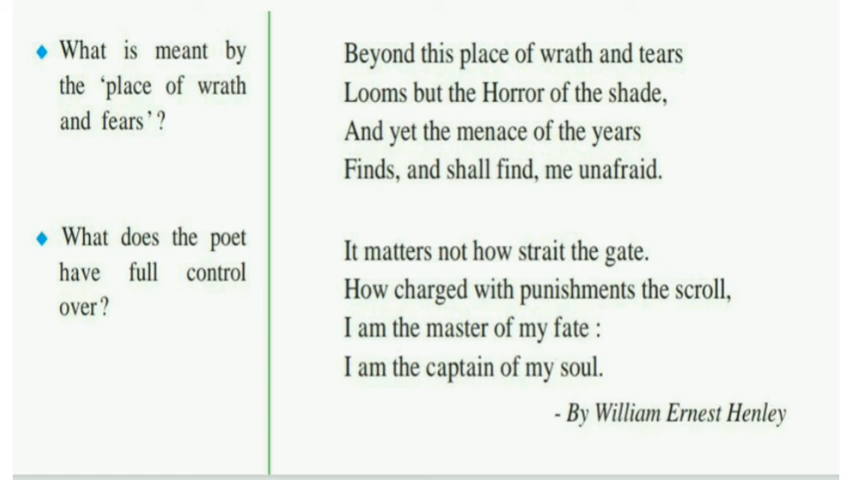 What is meant by
the ‘place of wrath
and fears’?
What does the poet
have full control
over?
Beyond this place of wrath and tears
Looms but the Horror of the shade,
And yet the menace of the years
Finds, and shall find, me unafraid.
It matters not how strait the gate.
How charged with punishments the scroll,
I am the master of my fate :
I am the captain of my soul.
- By William Ernest Henley